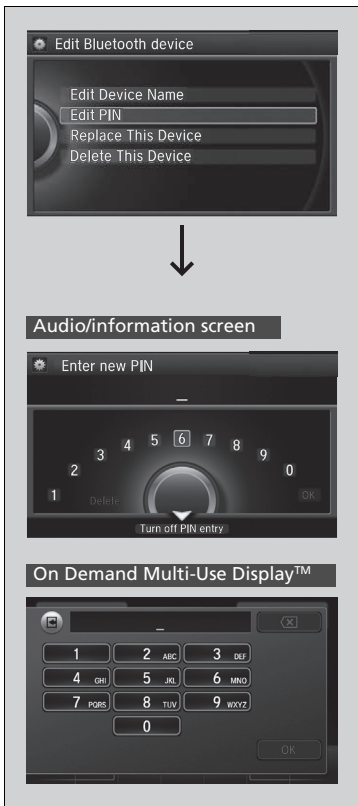 Edit Bluetooth device
Edit Device Name
Edit PIN
Replace This Device
Delete This Device
Audio/information screen
Enter new PIN
_
1 2 3 4 5 6 7 8 9 0
Delete
OK
Turn off PIN entry
On Demand Multi-Use Display™
_
1
2 ABC
3 DEF
4 GHI
5 JKL
6 MNO
7 PQRS
8 TUV
9 WXYZ
0
OK